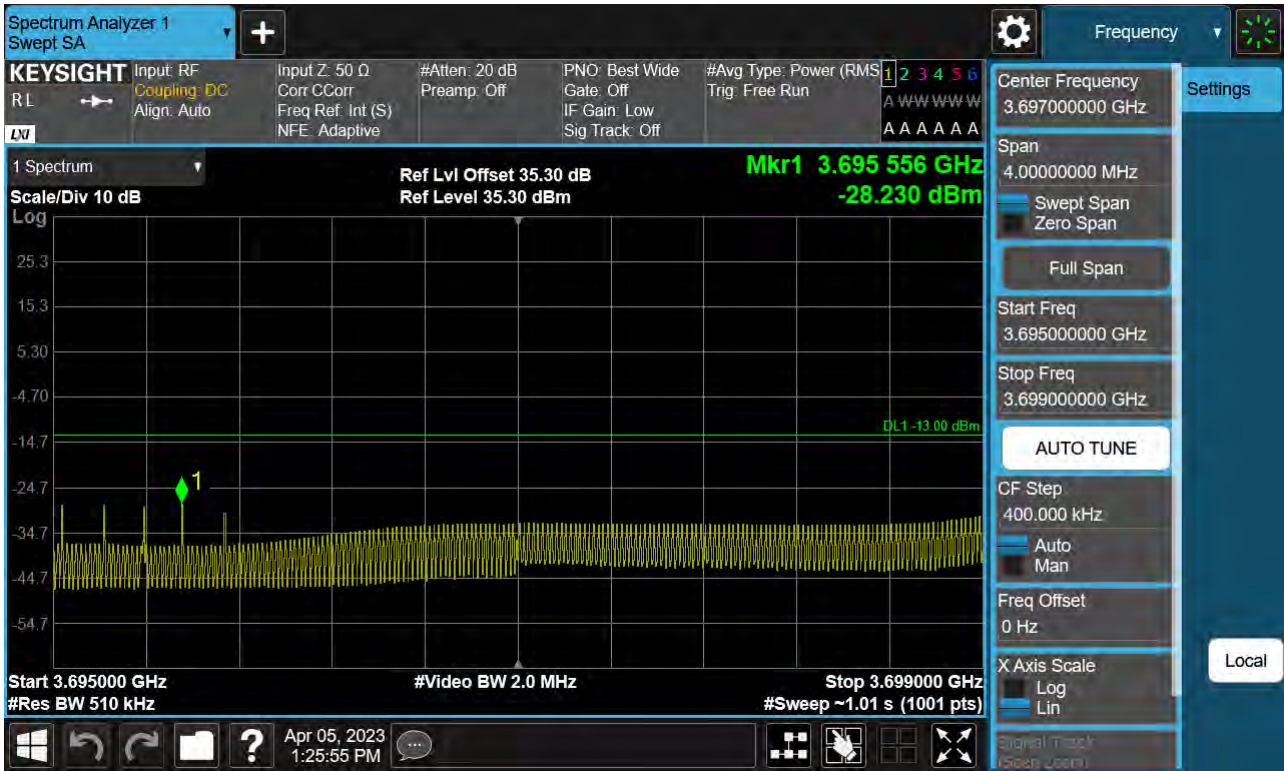 Spectrum Analyzer 1
Swept SA
+
Frequency
KEYSIGHT
R L
LXI
Input: RF
Coupling: DC
Align: Auto
Input Z: 50 Ω
Corr CCorr
Freq Ref: Int (S)
NFE: Adaptive
#Atten: 20 dB
Preamp: Off
PNO: Best Wide
Gate: Off
IF Gain: Low
Sig Track: Off
#Avg Type: Power (RMS
Trig: Free Run
1 2 3 4 5 6
A W W W W W
A A A A A A
1 Spectrum
Scale/Div 10 dB
Log
Ref Lvl Offset 35.30 dB
Ref Level 35.30 dBm
Mkr1 3.695 556 GHz
-28.230 dBm
25.3
15.3
5.30
-4.70
-14.7
-24.7
-34.7
-44.7
-54.7
DL1 -13.00 dBm
1
Start 3.695000 GHz
#Res BW 510 kHz
#Video BW 2.0 MHz
Stop 3.699000 GHz
#Sweep ~1.01 s (1001 pts)
Center Frequency
3.697000000 GHz
Span
4.00000000 MHz
Swept Span
Zero Span
Full Span
Start Freq
3.695000000 GHz
Stop Freq
3.699000000 GHz
AUTO TUNE
CF Step
400.000 kHz
Auto
Man
Freq Offset
0 Hz
X Axis Scale
Log
Lin
Signal Track
(Span Zoom)
Settings
Local
?
Apr 05, 2023
1:25:55 PM